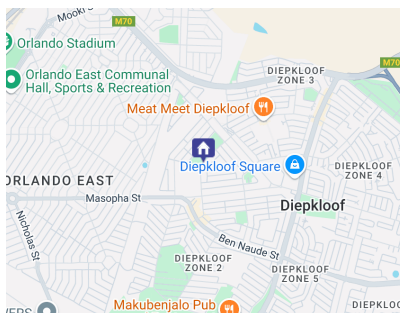 Mooki S
M70
Orlando Stadium
M70
DIEPKLOOF
ZONE 3
Orlando East Communal
Hall, Sports & Recreation
Meat Meet Diepkloof
Diepkloof Square
DIEPKLOOF
ZONE 4
ORLANDO EAST
Masopha St
Diepkloof
Nicholas St
Ben Naude St
DIEPKLOOF
ZONE 2
DIEPKLOOF
ZONE 5
Makubenjalo Pub
VERS